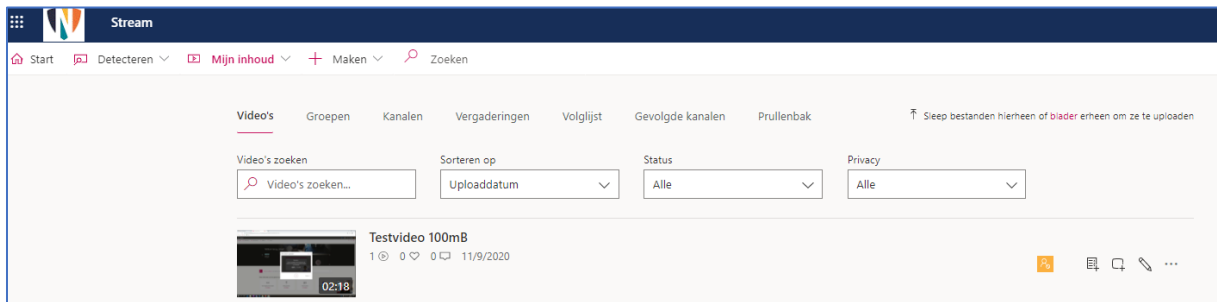 Stream
Start Detecteren Mijn inhoud Maken Zoeken
Video's Groepen Kanalen Vergaderingen Volglijst Gevolgde kanalen Prullenbak Sleep bestanden hierheen of blader erheen om ze te uploaden
Video's zoeken Sorteren op Status Privacy
Video's zoeken... Uploaddatum Alle Alle
Testvideo 100mB
1 0 0 11/9/2020
02:18